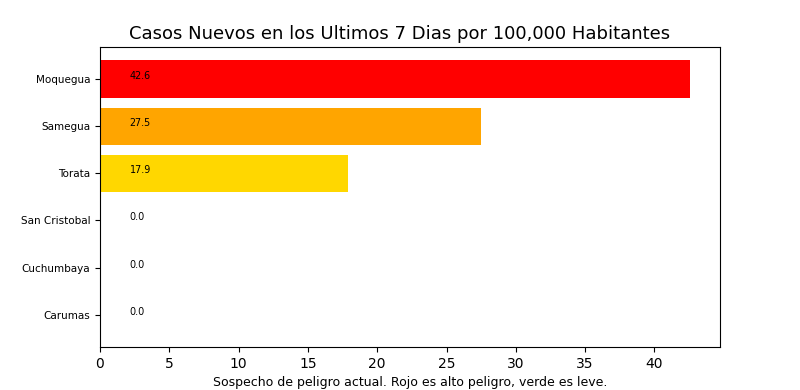 Casos Nuevos en los Ultimos 7 Dias por 100,000 Habitantes
Moquegua 42.6
Samegua 27.5
Torata 17.9
San Cristobal 0.0
Cuchumbaya 0.0
Carumas 0.0
0 5 10 15 20 25 30 35 40
Sospecho de peligro actual. Rojo es alto peligro, verde es leve.